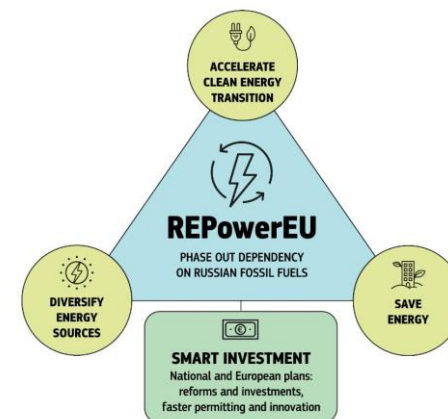 ACCELERATE
CLEAN ENERGY
TRANSITION
REPowerEU
PHASE OUT DEPENDENCY
ON RUSSIAN FOSSIL FUELS
DIVERSIFY
ENERGY
SOURCES
SAVE
ENERGY
€
SMART INVESTMENT
National and European plans:
reforms and investments,
faster permitting and innovation